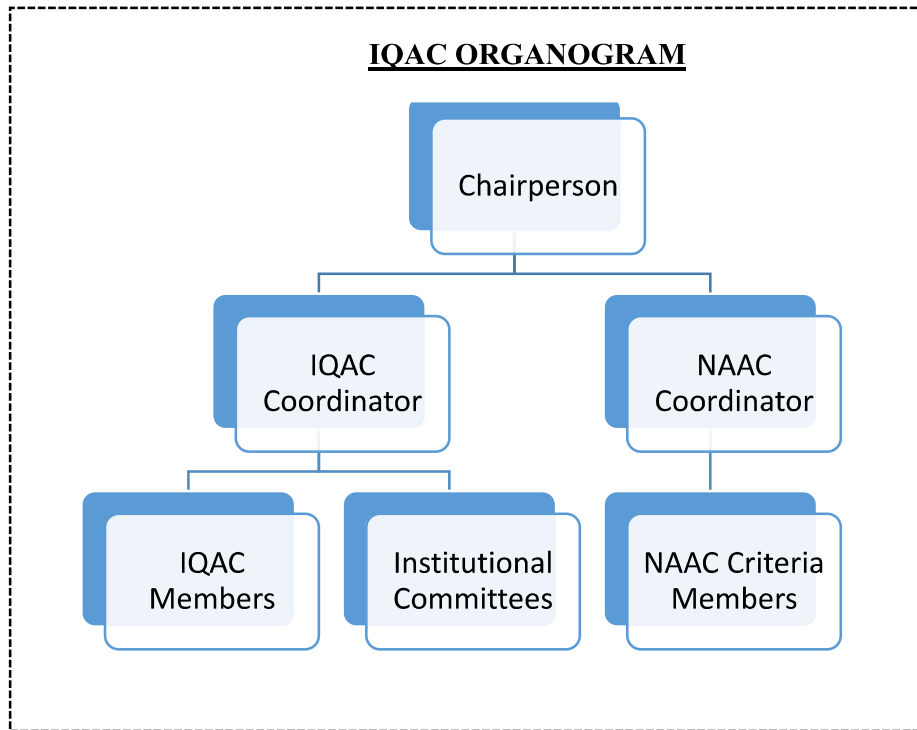 IQAC ORGANOGRAM
Chairperson
IQAC
Coordinator
NAAC
Coordinator
IQAC
Members
Institutional
Committees
NAAC Criteria
Members